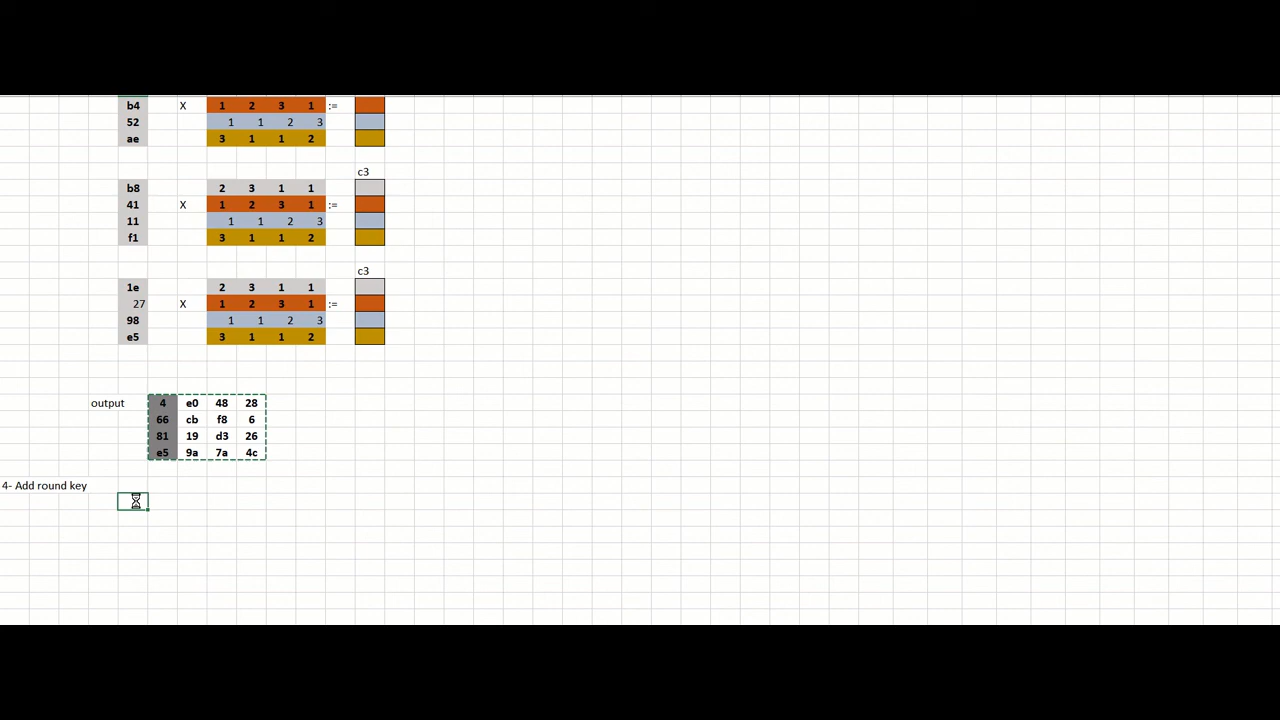 b4 X 1 2 3 1 :=
52 1 1 2 3
ae 3 1 1 2
c3
b8 2 3 1 1
41 X 1 2 3 1 :=
11 1 1 2 3
f1 3 1 1 2
c3
1e 2 3 1 1
27 X 1 2 3 1 :=
98 1 1 2 3
e5 3 1 1 2
output 4 e0 48 28
66 cb f8 6
81 19 d3 26
e5 9a 7a 4c
4- Add round key